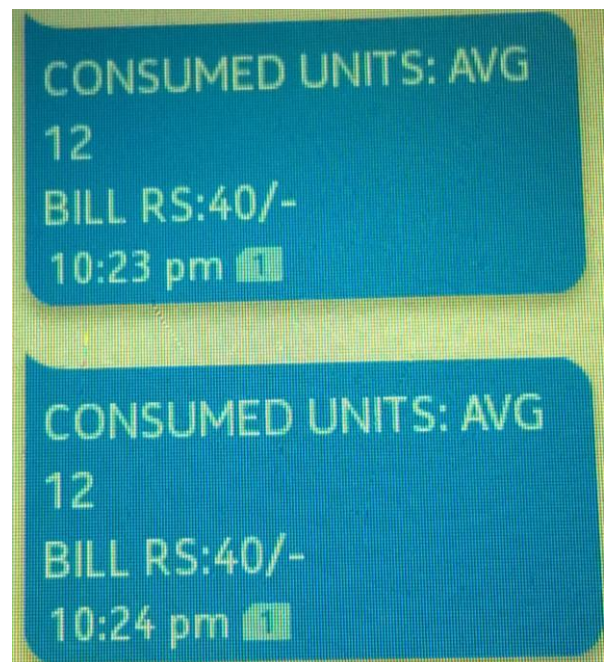 CONSUMED UNITS: AVG
12
BILL RS:40/-
10:23 pm 1
CONSUMED UNITS: AVG
12
BILL RS:40/-
10:24 pm 1